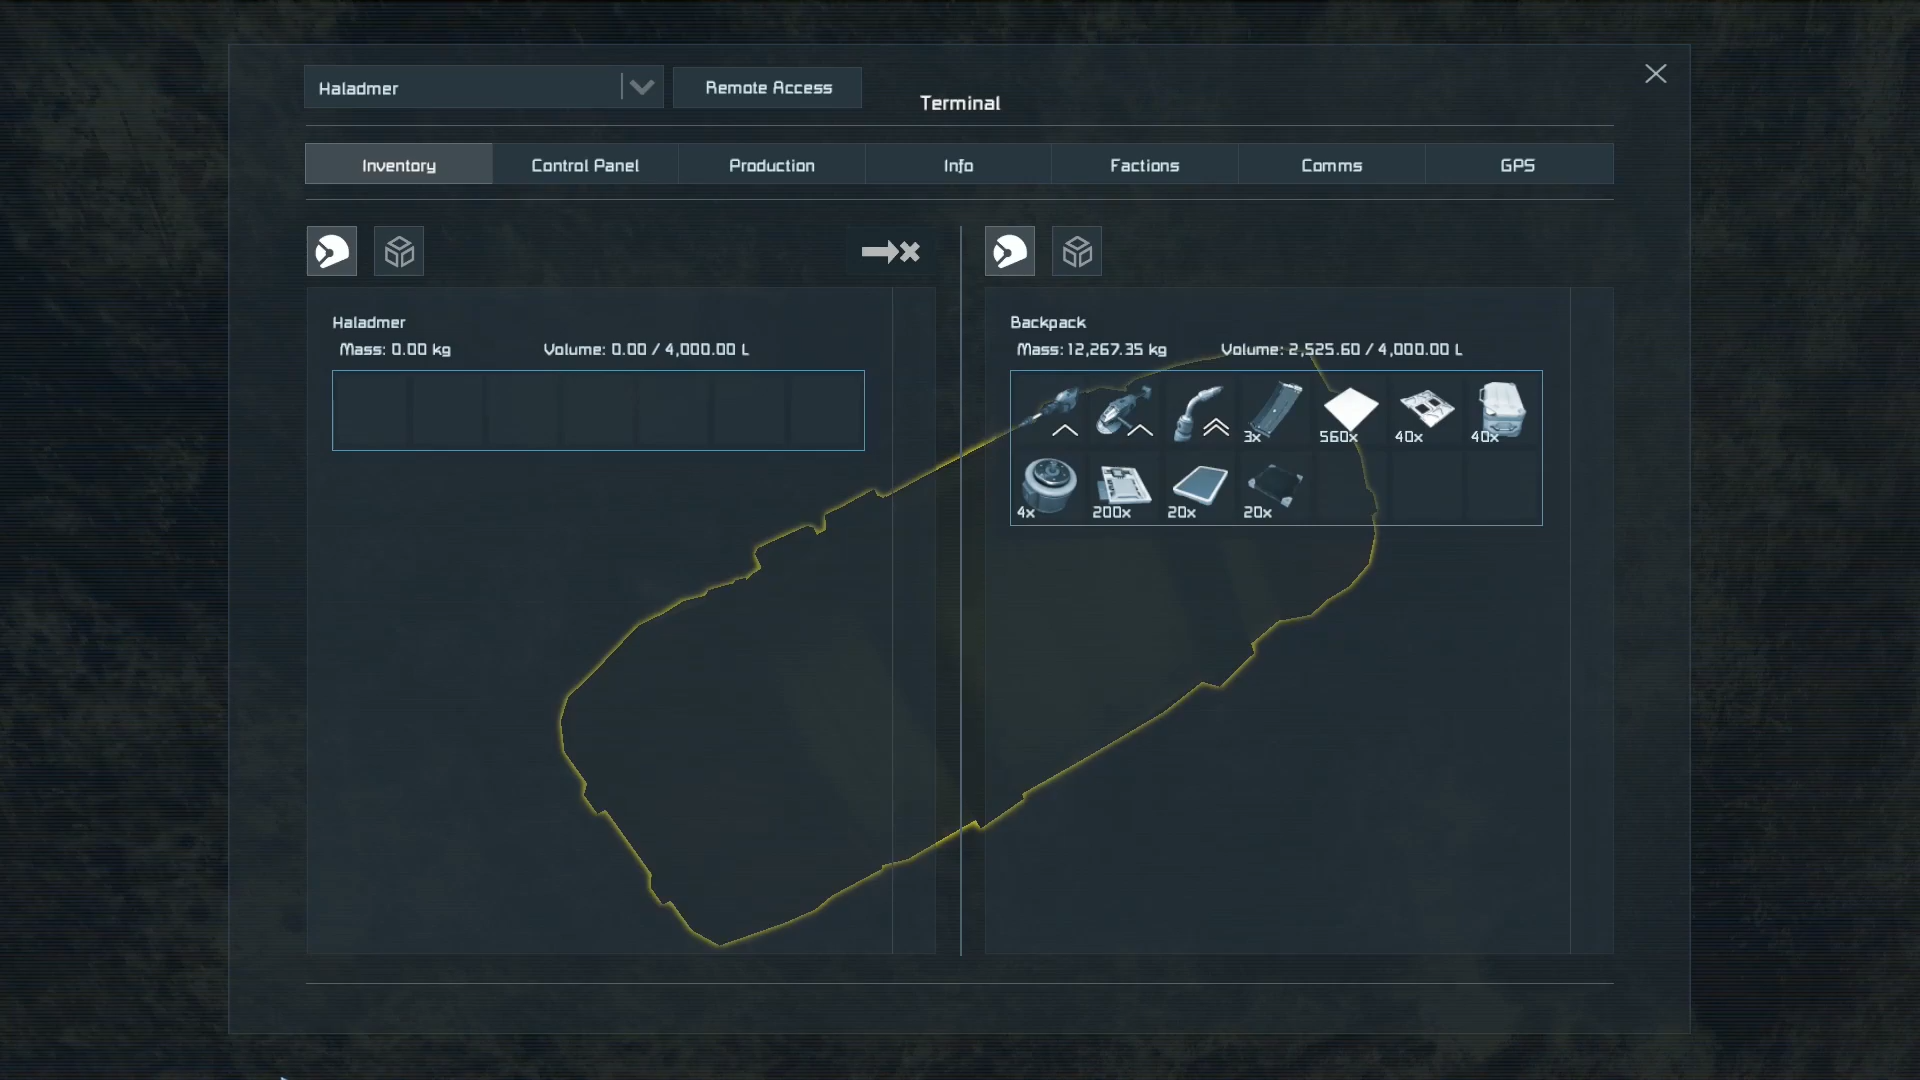 Haladmer
Remote Access
Terminal
Inventory
Control Panel
Production
Info
Factions
Comms
GPS
Haladmer
Mass: 0.00 kg
Volume: 0.00 / 4,000.00 L
Backpack
Mass: 12,267.35 kg
Volume: 2,525.60 / 4,000.00 L
3x
560x
40x
40x
4x
200x
20x
20x